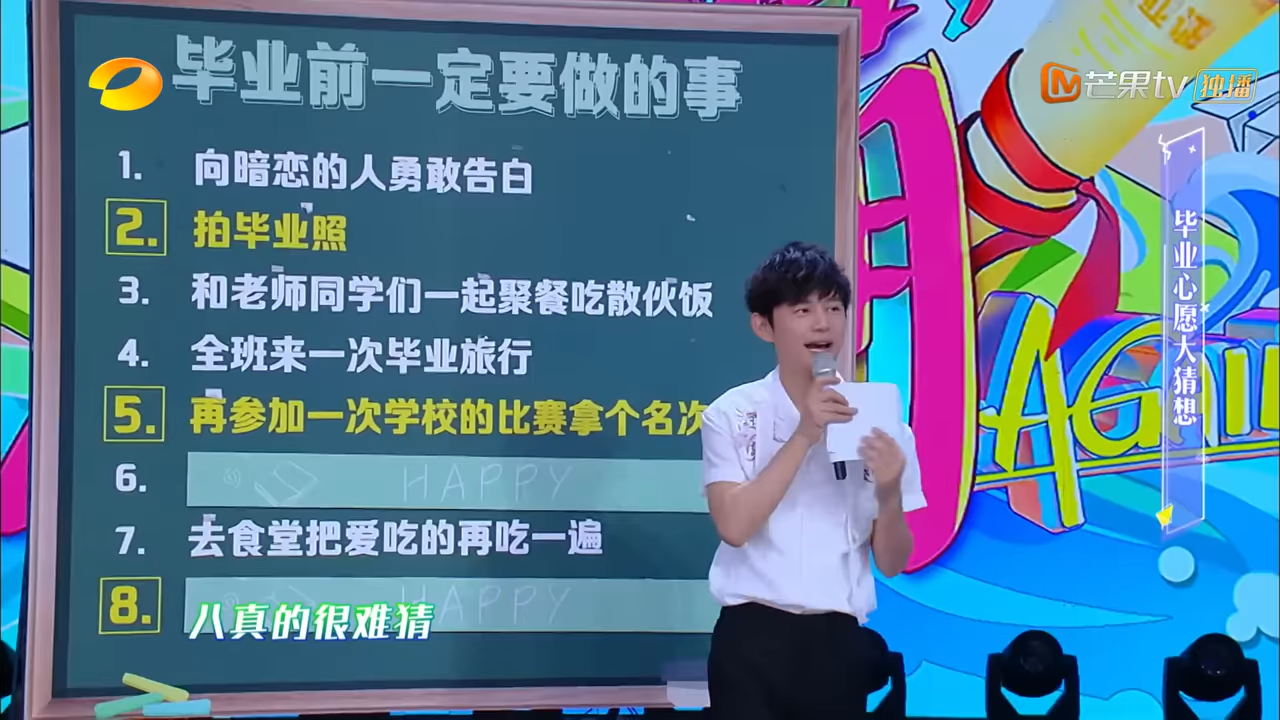 毕业前一定要做的事
芒果tv 独播
1. 向暗恋的人勇敢告白
2. 拍毕业照
3. 和老师同学们一起聚餐吃散伙饭
4. 全班来一次毕业旅行
5. 再参加一次学校的比赛拿个名次
6. HAPPY
7. 去食堂把爱吃的再吃一遍
8. HAPPY
八真的很难猜
毕业心愿大猜想
AGAIN